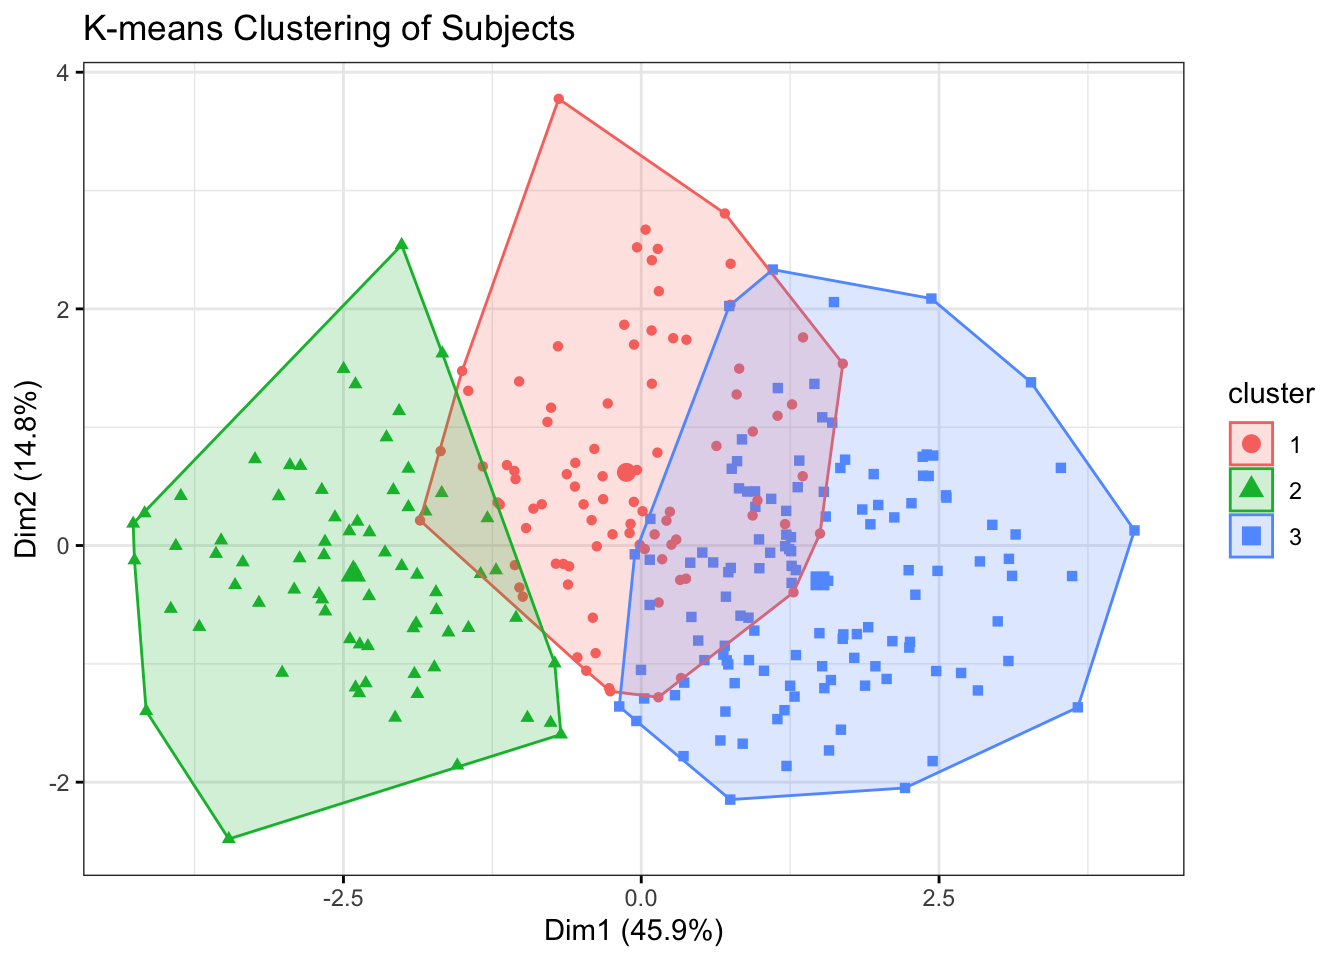 K-means Clustering of Subjects
4
2
0
-2
Dim2 (14.8%)
-2.5
0.0
2.5
Dim1 (45.9%)
cluster
1
2
3